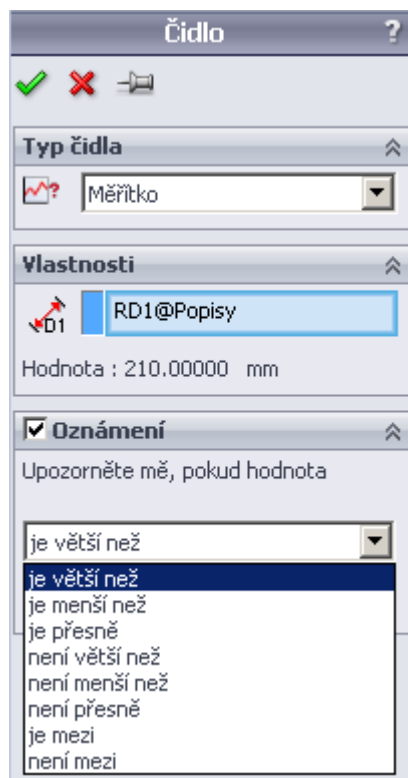 Čidlo ?
Typ čidla
Měřítko
Vlastnosti
D1 RD1@Popisy
Hodnota : 210.00000 mm
Oznámení
Upozorněte mě, pokud hodnota
je větší než
je větší než
je menší než
je přesně
není větší než
není menší než
není přesně
je mezi
není mezi